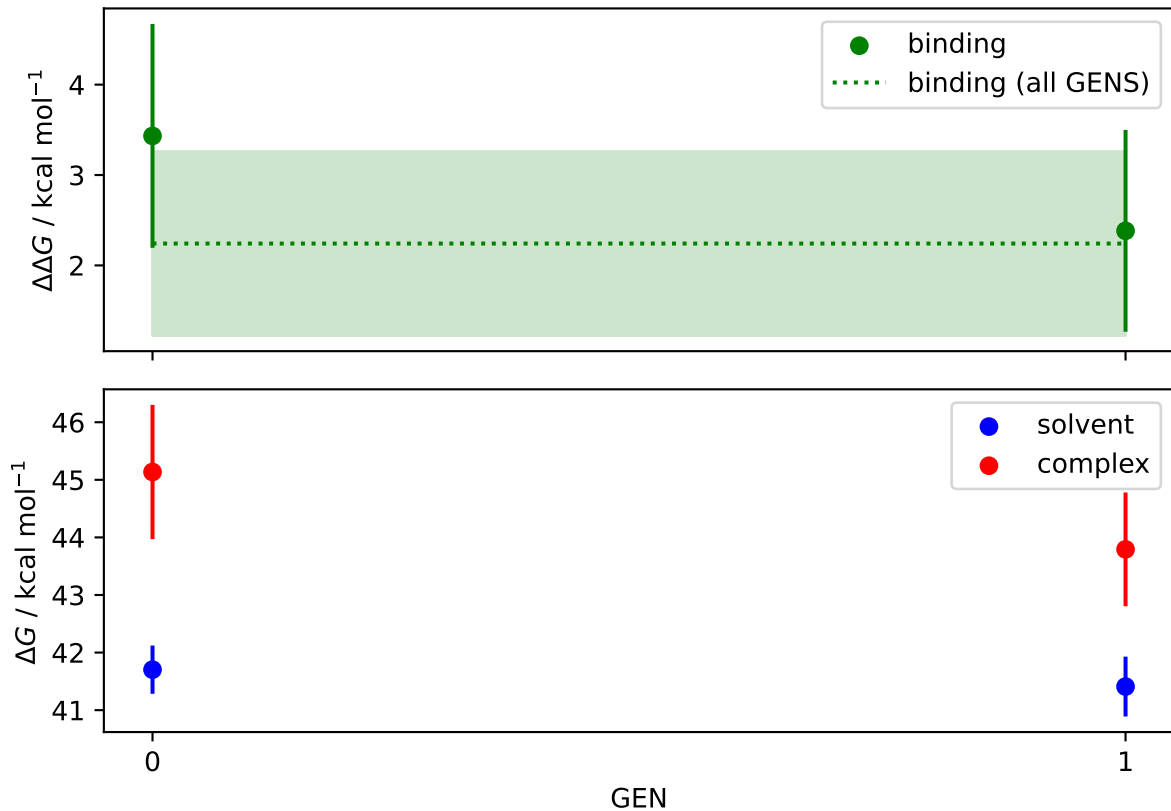 binding
binding (all GENS)
ΔΔG / kcal mol⁻¹
4
3
2
solvent
complex
ΔG / kcal mol⁻¹
46
45
44
43
42
41
0
1
GEN